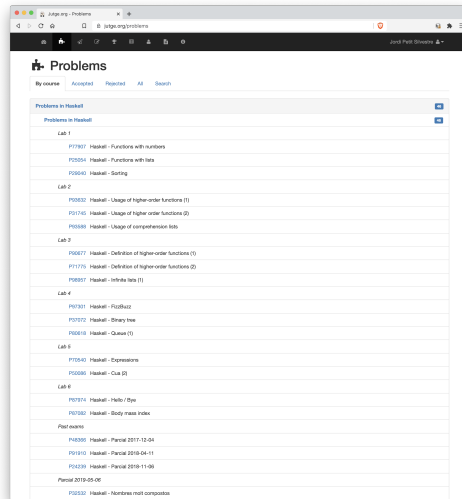 Jutge.org - Problems
jutge.org/problems
Jordi Petit Silvestre
Problems
By course Accepted Rejected All Search
Problems in Haskell
Problems in Haskell
Lab 1
P77907 Haskell - Functions with numbers
P25054 Haskell - Functions with lists
P29040 Haskell - Sorting
Lab 2
P93632 Haskell - Usage of higher-order functions (1)
P31745 Haskell - Usage of higher order functions (2)
P93588 Haskell - Usage of comprehension lists
Lab 3
P90677 Haskell - Definition of higher-order functions (1)
P71775 Haskell - Definition of higher-order functions (2)
P98957 Haskell - Infinite lists (1)
Lab 4
P97301 Haskell - FizzBuzz
P37072 Haskell - Binary tree
P80618 Haskell - Queue (1)
Lab 5
P70540 Haskell - Expressions
P50086 Haskell - Cua (2)
Lab 6
P87974 Haskell - Hello / Bye
P87082 Haskell - Body mass index
Past exams
P48366 Haskell - Parcial 2017-12-04
P91910 Haskell - Parcial 2018-04-11
P24239 Haskell - Parcial 2018-11-06
Parcial 2019-05-06
P32532 Haskell - Nombres molt compostos